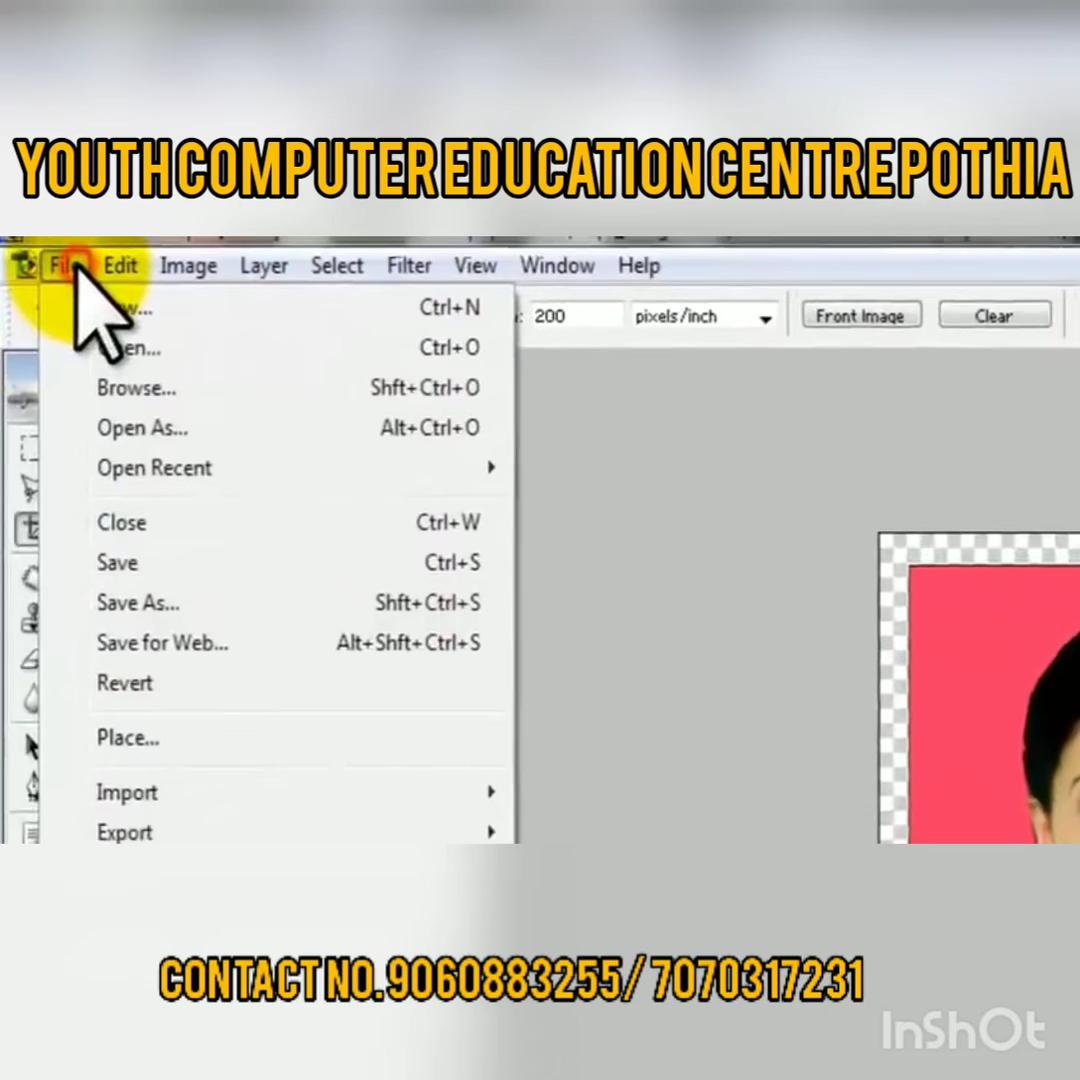 YOUTH COMPUTER EDUCATION CENTRE POTHIA
Edit Image Layer Select Filter View Window Help
Ctrl+N
200 pixels/inch Front Image Clear
Ctrl+O
Browse... Shft+Ctrl+O
Open As... Alt+Ctrl+O
Open Recent
Close Ctrl+W
Save Ctrl+S
Save As... Shft+Ctrl+S
Save for Web... Alt+Shft+Ctrl+S
Revert
Place...
Import
Export
CONTACT NO. 9060883255/ 7070317231
InShOt